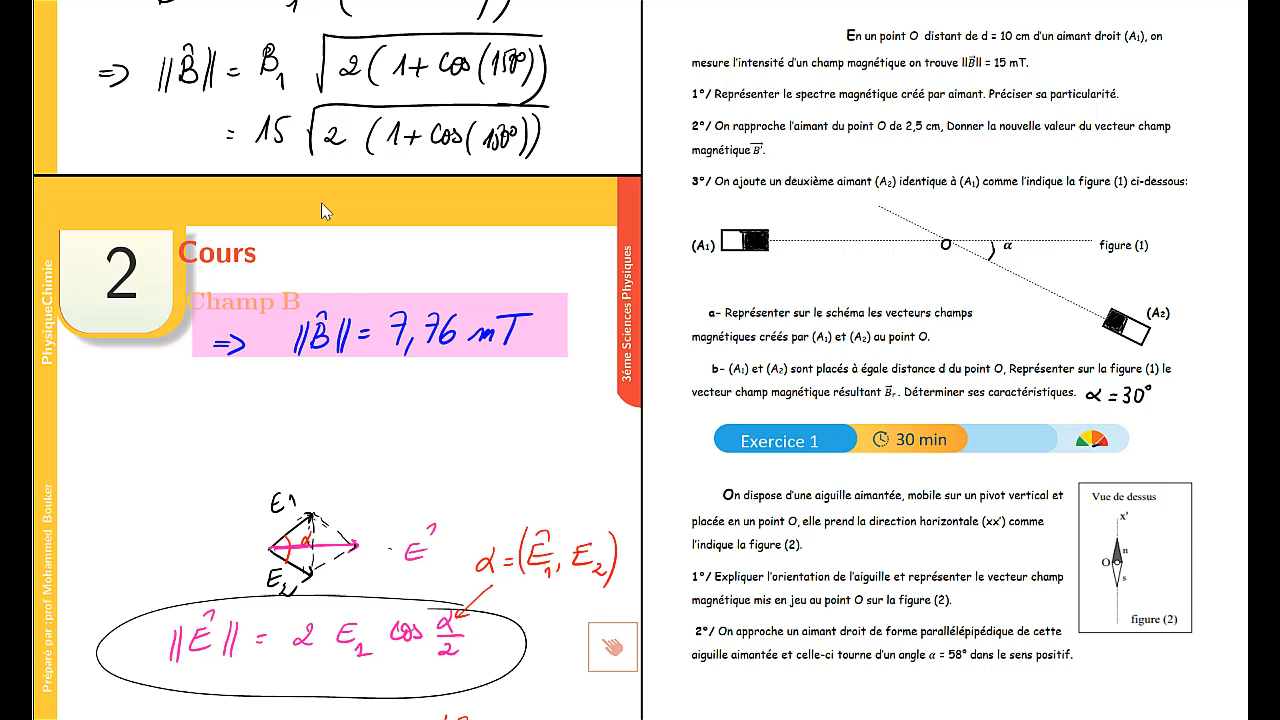 => ||B⃗|| = B₁ √2(1+cos(150°))
= 15 √2 (1+cos(150°))
2
Cours
Champ B
=> ||B⃗|| = 7,76 mT
E₁
α
E⃗
E₂
α = (E⃗₁, E₂)
||E⃗|| = 2 E₁ cos α/2
PhysiqueChimie
Préparé par :prof Mohammed Bouker
3éme Sciences Physiques
En un point O distant de d = 10 cm d'un aimant droit (A₁), on
mesure l'intensité d'un champ magnétique on trouve ||B⃗|| = 15 mT.
1°/ Représenter le spectre magnétique créé par aimant. Préciser sa particularité.
2°/ On rapproche l'aimant du point O de 2,5 cm, Donner la nouvelle valeur du vecteur champ
magnétique B⃗'.
3°/ On ajoute un deuxième aimant (A₂) identique à (A₁) comme l'indique la figure (1) ci-dessous:
(A₁)
O
α
figure (1)
(A₂)
a- Représenter sur le schéma les vecteurs champs
magnétiques créés par (A₁) et (A₂) au point O.
b- (A₁) et (A₂) sont placés à égale distance d du point O, Représenter sur la figure (1) le
vecteur champ magnétique résultant B⃗ᵣ. Déterminer ses caractéristiques. α = 30°
Exercice 1
30 min
On dispose d'une aiguille aimantée, mobile sur un pivot vertical et
placée en un point O, elle prend la direction horizontale (xx') comme
l'indique la figure (2).
1°/ Expliquer l'orientation de l'aiguille et représenter le vecteur champ
magnétique mis en jeu au point O sur la figure (2).
2°/ On approche un aimant droit de forme parallélépipédique de cette
aiguille aimantée et celle-ci tourne d'un angle α = 58° dans le sens positif.
Vue de dessus
x'
n
O
s
figure (2)